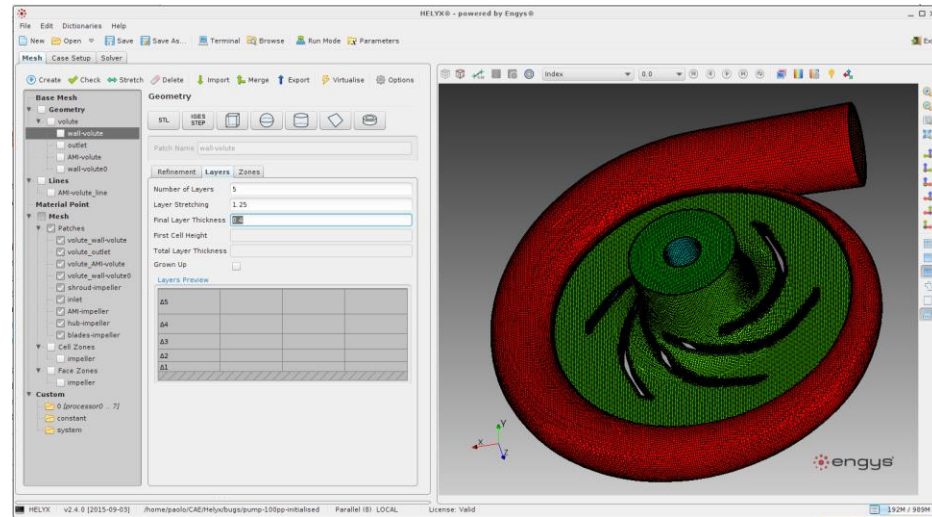 HELYX® - powered by Engys®
File Edit Dictionaries Help
New Open Save Save As... Terminal Browse Run Mode Parameters
Mesh Case Setup Solver
Create Check Stretch Delete Import Merge Export Virtualise Options
Index 0.0
Base Mesh
Geometry
volute
wall-volute
outlet
AMI-volute
wall-volute0
Lines
AMI-volute_line
Material Point
Mesh
Patches
volute_wall-volute
volute_outlet
volute_AMI-volute
volute_wall-volute0
shroud-impeller
inlet
AMI-impeller
hub-impeller
blades-impeller
Cell Zones
impeller
Face Zones
impeller
Custom
0 [processor0 .. 7]
constant
system
Geometry
STL IGES STEP
Patch Name wall-volute
Refinement Layers Zones
Number of Layers 5
Layer Stretching 1.25
Final Layer Thickness
First Cell Height
Total Layer Thickness
Grown Up
Layers Preview
Δ5
Δ4
Δ3
Δ2
Δ1
Y
X
Z
engys
HELYX v2.4.0 [2015-09-03] /home/paolo/CAE/Helyx/bugs/pump-100pp-initialised Parallel (8) LOCAL License: Valid 192M / 989M